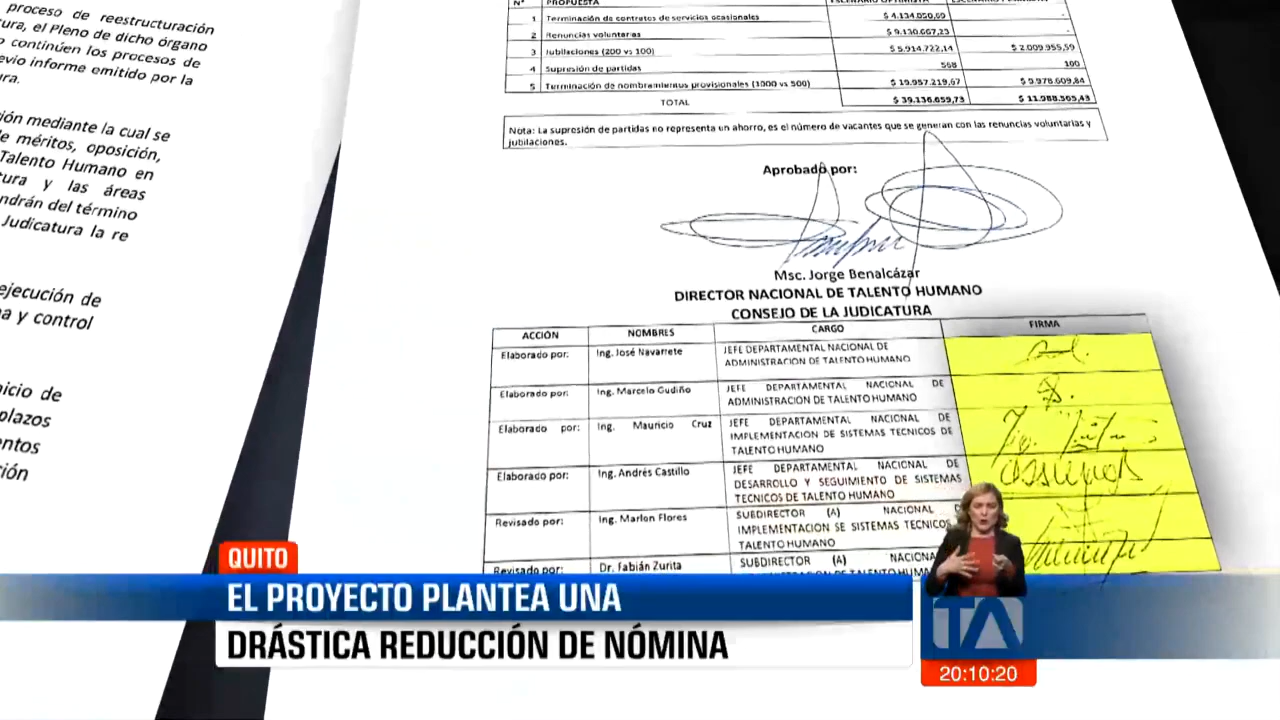 proceso de reestructuración
tura, el Pleno de dicho órgano
o continúen los procesos de
evio informe emitido por la
ura.
ión mediante la cual se
de méritos, oposición,
Talento Humano en
tura y las áreas
ndrán del término
Judicatura la re
ejecución de
na y control
nicio de
plazos
entos
ción
N° PROPUESTA ESCENARIO OPTIMISTA
1 Terminación de contratos de servicios ocasionales $ 4.134.050,69 -
2 Renuncias voluntarias $ 9.130.667,23 -
3 Jubilaciones (200 vs 100) $ 5.914.722,14 $ 2.009.955,59
4 Supresión de partidas 568 100
5 Terminación de nombramientos provisionales (1000 vs 500) $ 19.957.219,67 $ 9.978.609,84
TOTAL $ 39.136.659,73 $ 11.988.565,43
Nota: La supresión de partidas no representa un ahorro, es el número de vacantes que se generan con las renuncias voluntarias y
jubilaciones.
Aprobado por:
Msc. Jorge Benalcázar
DIRECTOR NACIONAL DE TALENTO HUMANO
CONSEJO DE LA JUDICATURA
ACCIÓN NOMBRES CARGO FIRMA
Elaborado por: Ing. José Navarrete JEFE DEPARTAMENTAL NACIONAL DE
ADMINISTRACION DE TALENTO HUMANO
Elaborado por: Ing. Marcelo Gudiño JEFE DEPARTAMENTAL NACIONAL DE
ADMINISTRACION DE TALENTO HUMANO
Elaborado por: Ing. Mauricio Cruz JEFE DEPARTAMENTAL NACIONAL DE
IMPLEMENTACION DE SISTEMAS TECNICOS DE
TALENTO HUMANO
Elaborado por: Ing. Andrés Castillo JEFE DEPARTAMENTAL NACIONAL DE
DESARROLLO Y SEGUIMIENTO DE SISTEMAS
TECNICOS DE TALENTO HUMANO
Revisado por: Ing. Marlon Flores SUBDIRECTOR (A) NACIONAL
IMPLEMENTACION SE SISTEMAS TECNICOS
TALENTO HUMANO
Revisado por: Dr. Fabián Zurita SUBDIRECTOR (A) NACIONA
QUITO
EL PROYECTO PLANTEA UNA
DRÁSTICA REDUCCIÓN DE NÓMINA
TA
20:10:20